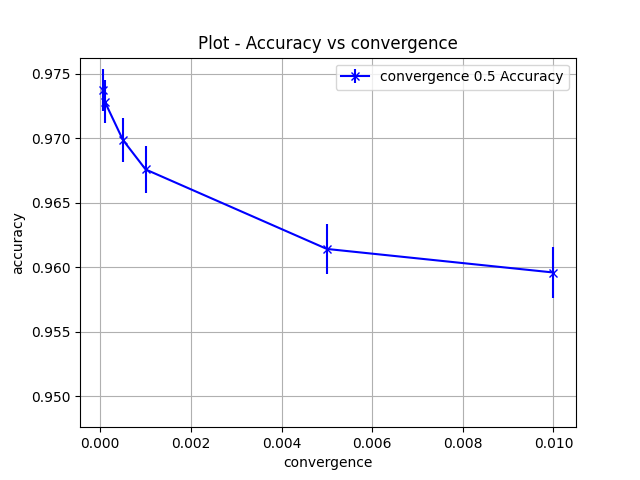 Plot - Accuracy vs convergence
convergence 0.5 Accuracy
accuracy
0.975
0.970
0.965
0.960
0.955
0.950
0.000 0.002 0.004 0.006 0.008 0.010
convergence